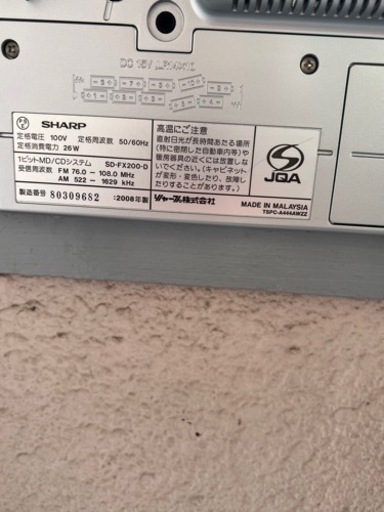 DC 15V
SHARP
定格電圧 100V 定格周波数 50/60Hz
定格消費電力 26W
1ビットMD/CDシステム SD-FX200-D
受信周波数 FM 76.0 - 108.0 MHz
AM 522 - 1629 kHz
製造番号 80309682 2008年製
高温にご注意
直射日光が長時間あたる場所
(特に密閉した自動車内等)や
暖房器具の近くには放置しな
いでください。(キャビネット
が変形・変色したり、故障し
たりすることがあります)
シャープ株式会社
JQA
MADE IN MALAYSIA
TSPC-A444AWZZ